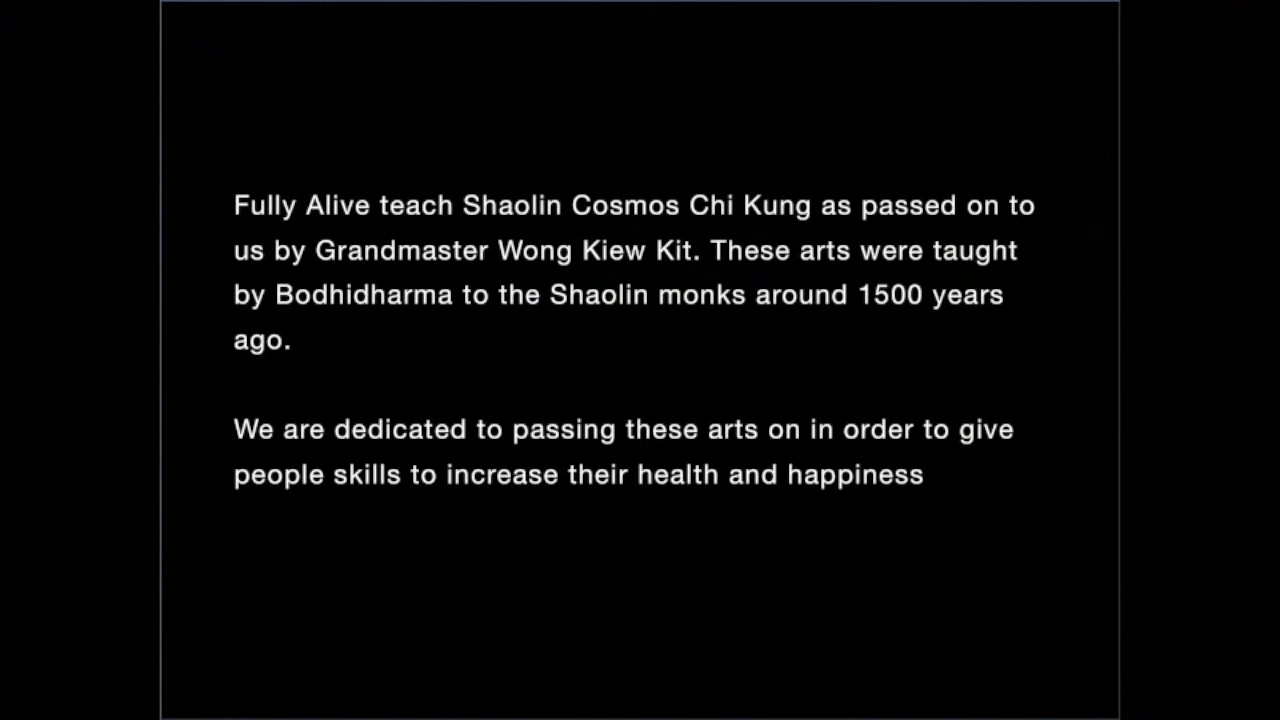 Fully Alive teach Shaolin Cosmos Chi Kung as passed on to
us by Grandmaster Wong Kiew Kit. These arts were taught
by Bodhidharma to the Shaolin monks around 1500 years
ago.
We are dedicated to passing these arts on in order to give
people skills to increase their health and happiness